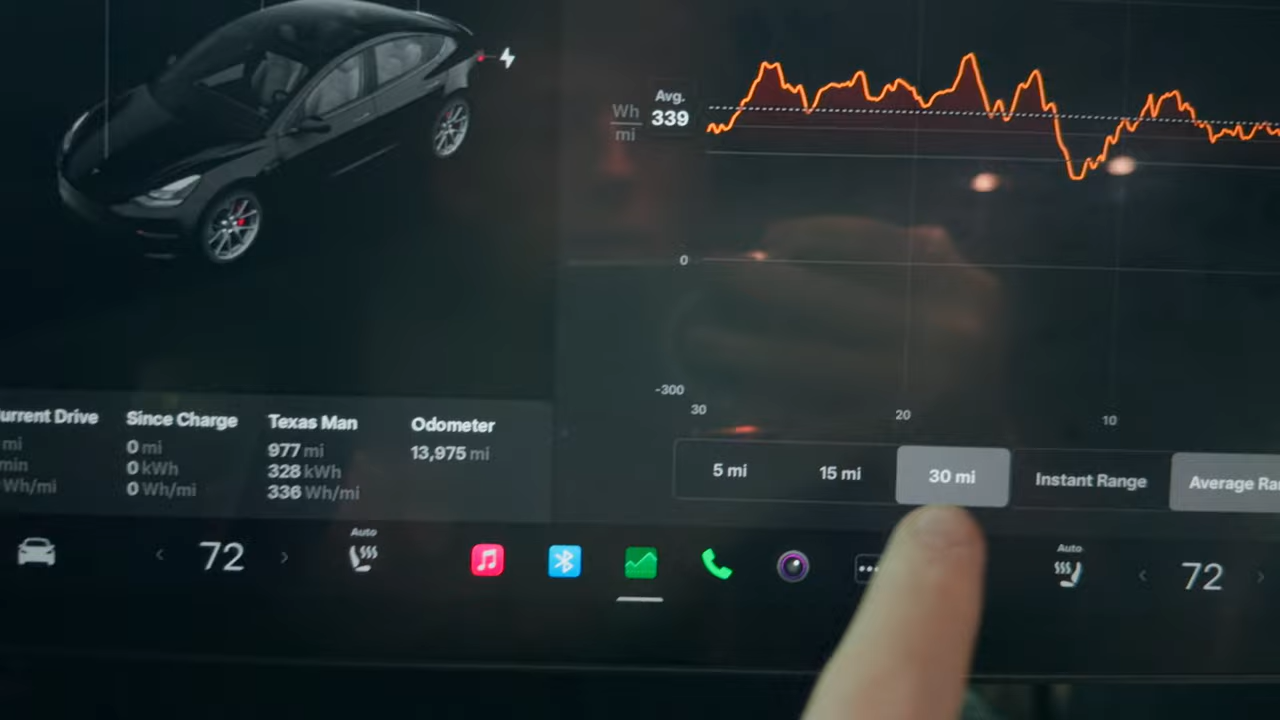 Avg.
Wh
mi
339
0
-300
30
20
10
urrent Drive
mi
min
Wh/mi
Since Charge
0 mi
0 kWh
0 Wh/mi
Texas Man
977 mi
328 kWh
336 Wh/mi
Odometer
13,975 mi
5 mi
15 mi
30 mi
Instant Range
Average Ra
72
Auto
Auto
72